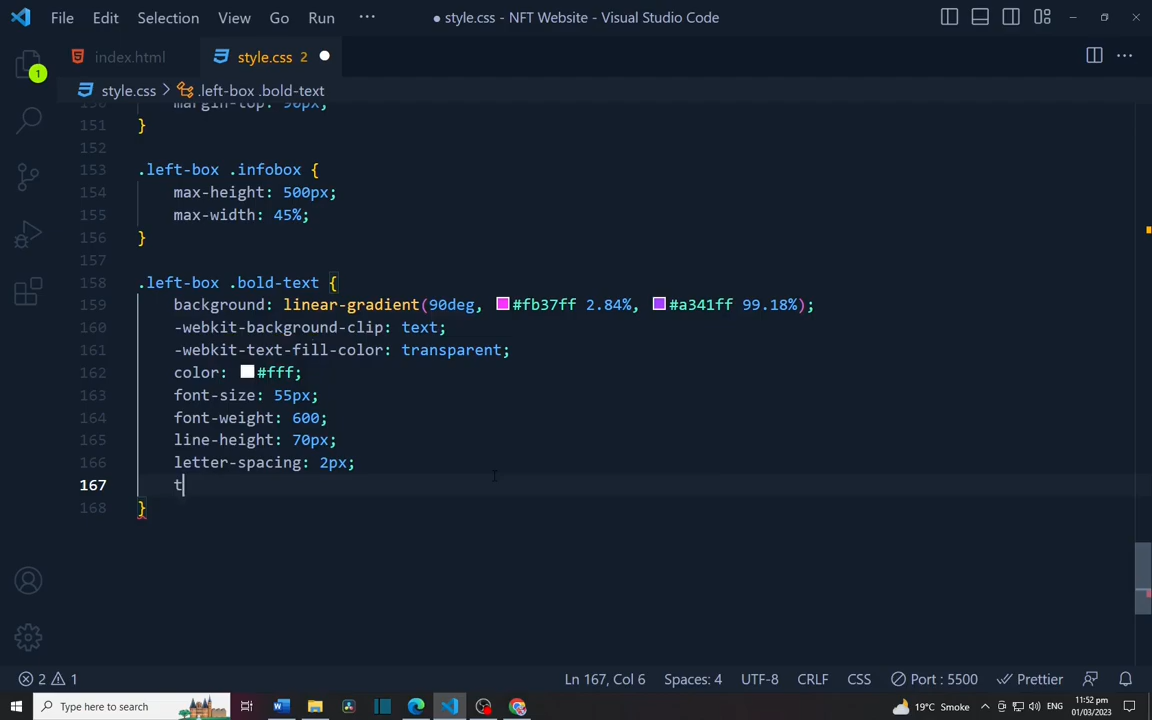 File Edit Selection View Go Run ··· ● style.css - NFT Website - Visual Studio Code
index.html style.css 2
1
style.css > .left-box .bold-text
150 margin-top: 90px;
151 }
152
153 .left-box .infobox {
154 max-height: 500px;
155 max-width: 45%;
156 }
157
158 .left-box .bold-text {
159 background: linear-gradient(90deg, #fb37ff 2.84%, #a341ff 99.18%);
160 -webkit-background-clip: text;
161 -webkit-text-fill-color: transparent;
162 color: #fff;
163 font-size: 55px;
164 font-weight: 600;
165 line-height: 70px;
166 letter-spacing: 2px;
167 t
168 }
2 1 Ln 167, Col 6 Spaces: 4 UTF-8 CRLF CSS Port : 5500 Prettier
Type here to search 19°C Smoke ENG 11:52 pm
01/03/2023